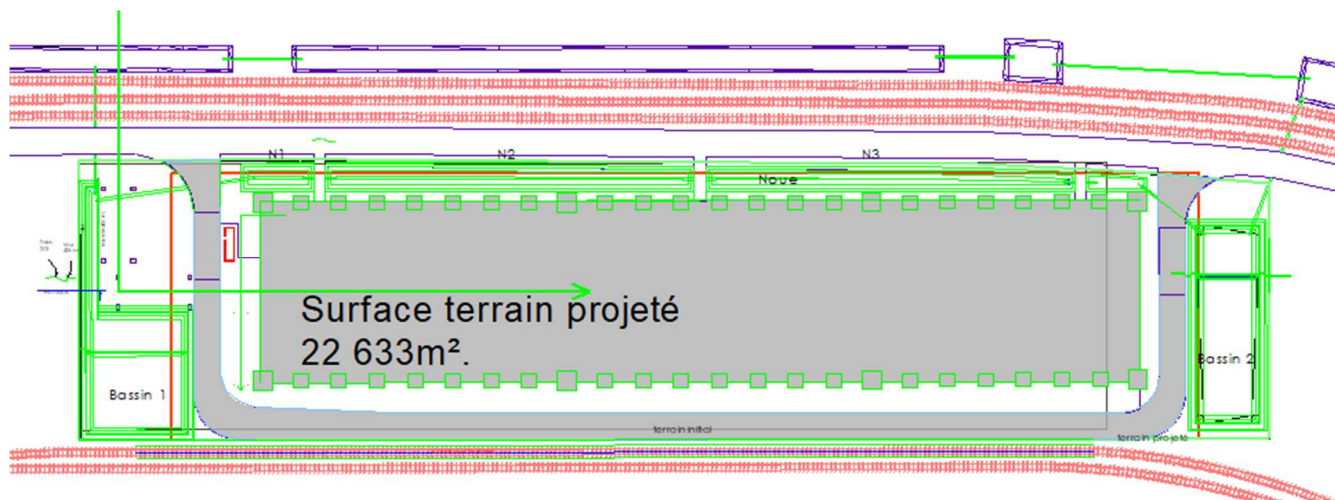 N1
N2
N3
Noue
Surface terrain projeté
22 633m².
Bassin 1
Bassin 2
terrain initial
terrain projeté